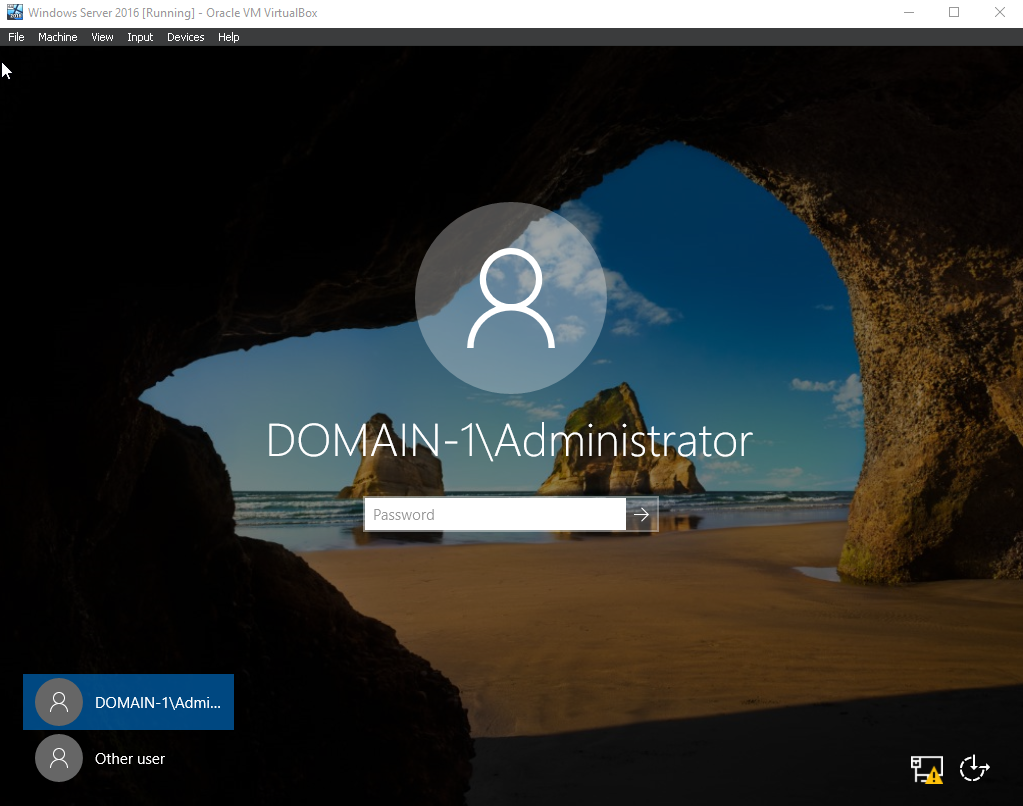 Windows Server 2016 [Running] - Oracle VM VirtualBox
File Machine View Input Devices Help
DOMAIN-1\Administrator
Password
DOMAIN-1\Admi...
Other user